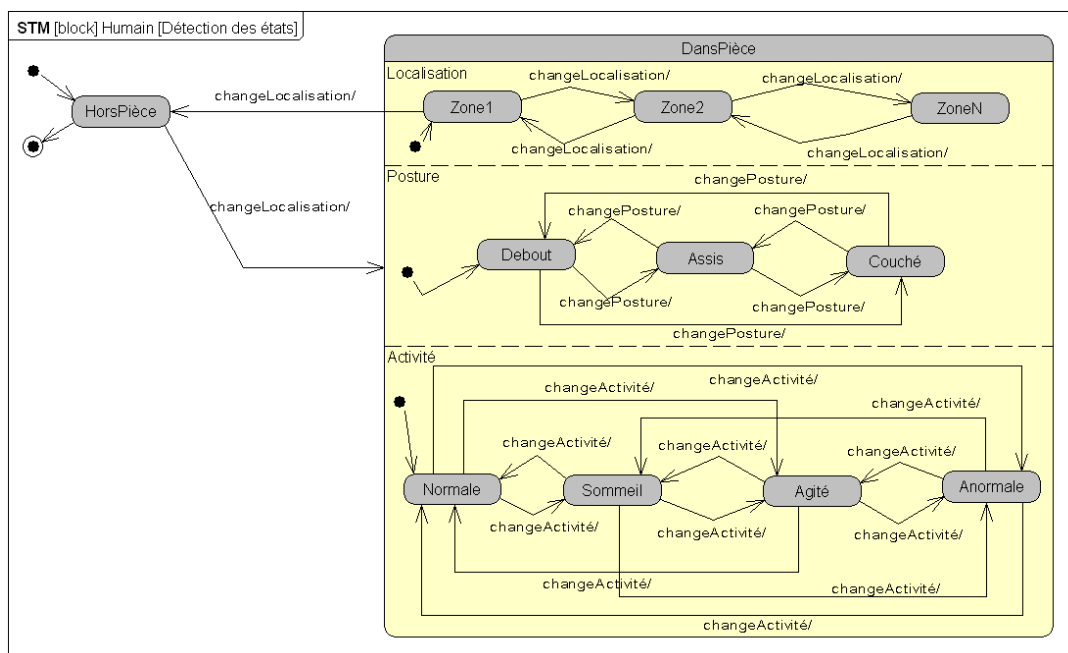 STM [block] Humain [Détection des états]
DansPièce
Localisation
changeLocalisation/
changeLocalisation/
changeLocalisation/
HorsPièce
Zone1
Zone2
ZoneN
changeLocalisation/
changeLocalisation/
Posture
changePosture/
changeLocalisation/
changePosture/
changePosture/
Debout
Assis
Couché
changePosture/
changePosture/
changePosture/
Activité
changeActivité/
changeActivité/
changeActivité/
changeActivité/
changeActivité/
changeActivité/
Normale
Sommeil
Agité
Anormale
changeActivité/
changeActivité/
changeActivité/
changeActivité/
changeActivité/
changeActivité/